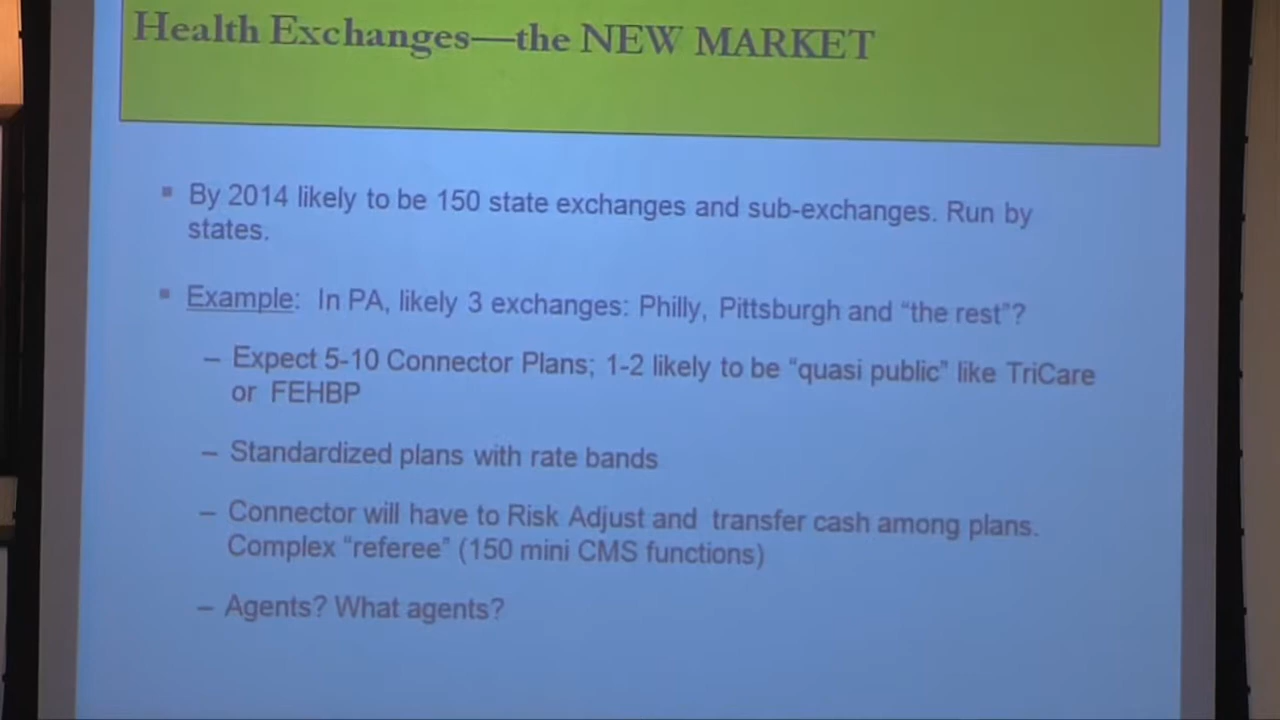 Health Exchanges—the NEW MARKET
▪ By 2014 likely to be 150 state exchanges and sub-exchanges. Run by
states.
▪ Example: In PA, likely 3 exchanges: Philly, Pittsburgh and “the rest”?
– Expect 5-10 Connector Plans; 1-2 likely to be “quasi public” like TriCare
or FEHBP
– Standardized plans with rate bands
– Connector will have to Risk Adjust and transfer cash among plans.
Complex “referee” (150 mini CMS functions)
– Agents? What agents?